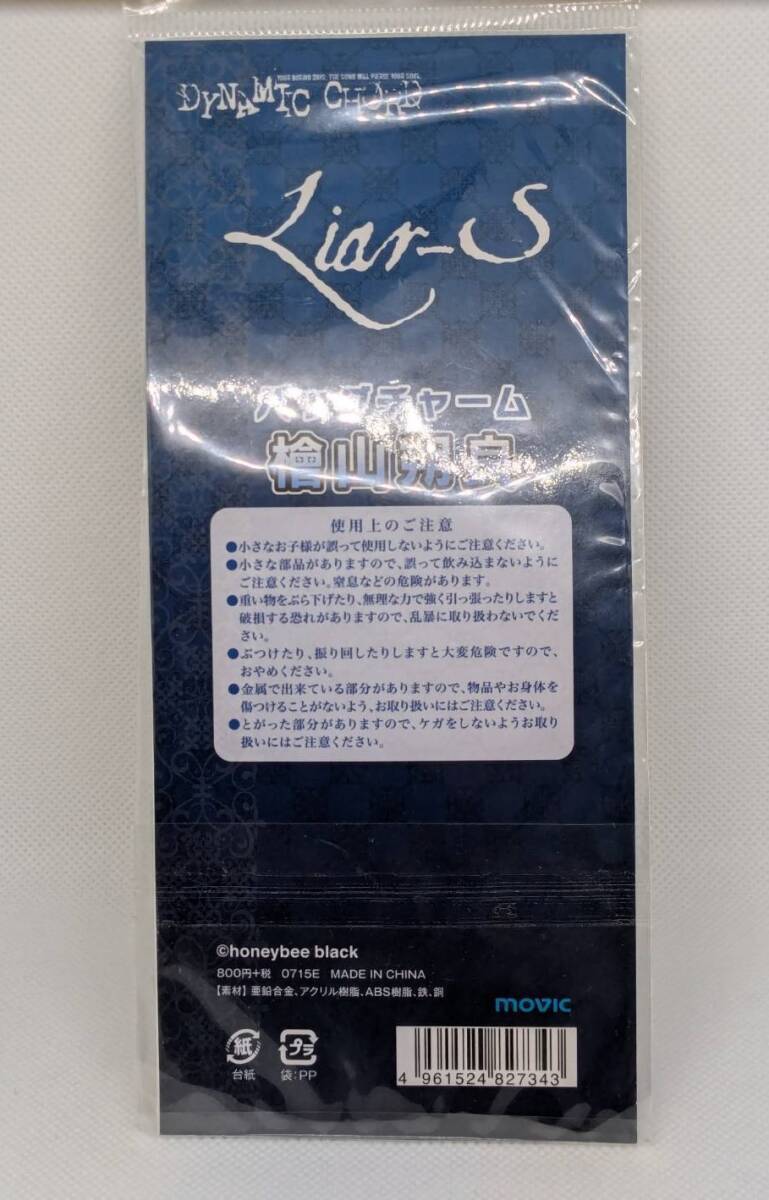 DYNAMIC CHORD
Liar-S
バッグチャーム
檜山朔良
使用上のご注意
●小さなお子様が誤って使用しないようにご注意ください。
●小さな部品がありますので、誤って飲み込まないように
ご注意ください。窒息などの危険があります。
●重い物をぶら下げたり、無理な力で強く引っ張ったりしますと
破損する恐れがありますので、乱暴に取り扱わないでくだ
さい。
●ぶつけたり、振り回したりしますと大変危険ですので、
おやめください。
●金属で出来ている部分がありますので、物品やお身体を
傷つけることがないよう、お取り扱いにはご注意ください。
●とがった部分がありますので、ケガをしないようお取り
扱いにはご注意ください。
©honeybee black
800円+税 0715E MADE IN CHINA
【素材】亜鉛合金、アクリル樹脂、ABS樹脂、鉄、銅
movic
紙 プラ
台紙 袋:PP
4 961524 827343